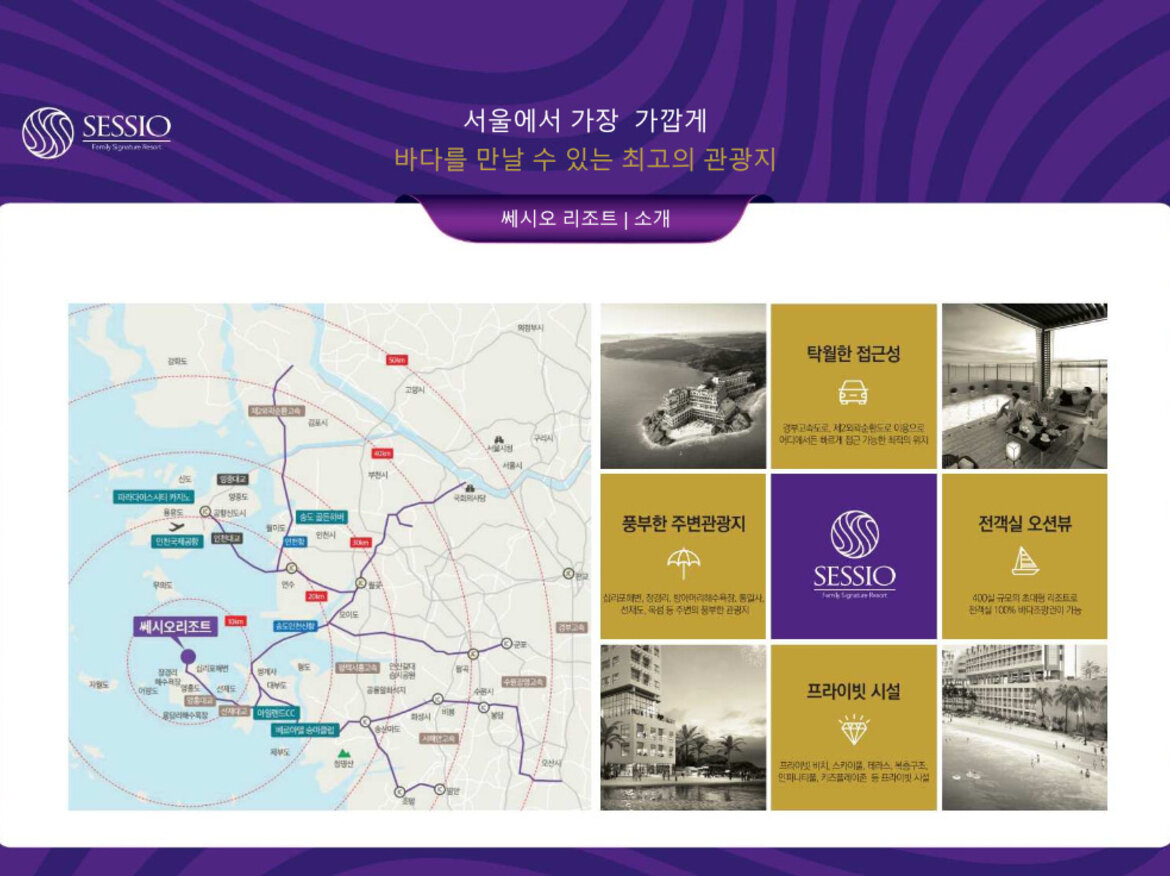 SESSIO
Family Signature Resort
서울에서 가장 가깝게
바다를 만날 수 있는 최고의 관광지
쎄시오 리조트 | 소개
의정부시
강화도
50km
고양시
제2외곽순환고속
김포시
구리시
서울시청
서울시
40km
부천시
국회의사당
신도
영종대교
영종도
파라다이스시티 카지노
용유도
공항신도시
월미도
송도 골든하버
인천시
인천국제공항
인천대교
인천항
30km
연수
월곶
판교
무의도
20km
오이도
10km
송도인천신항
경부고속
쎄시오리조트
군포
십리포해변
장경리
해수욕장
방계사
형도
평택시흥고속
안산갈대
습지공원
팔곡
자월도
어평도
영흥도
선재도
대부도
공룡알화석지
수원광명고속
수원시
영흥대교
선재대교
아일랜드CC
용담리해수욕장
화성시
비봉
봉담
베르아델 승마클럽
송산마도
서해안고속
제부도
청명산
오산시
조암
발안
탁월한 접근성
경부고속도로, 제2외곽순환도로 이용으로
어디에서든 빠르게 접근 가능한 최적의 위치
풍부한 주변관광지
십리포해변, 장경리, 방아머리해수욕장, 통일사,
선재도, 목섬 등 주변의 풍부한 관광지
SESSIO
Family Signature Resort
전객실 오션뷰
400실 규모의 초대형 리조트로
전객실 100% 바다조망권이 가능
프라이빗 시설
프라이빗 비치, 스카이풀, 테라스, 복층구조,
인피니티풀, 키즈플레이존 등 프라이빗 시설